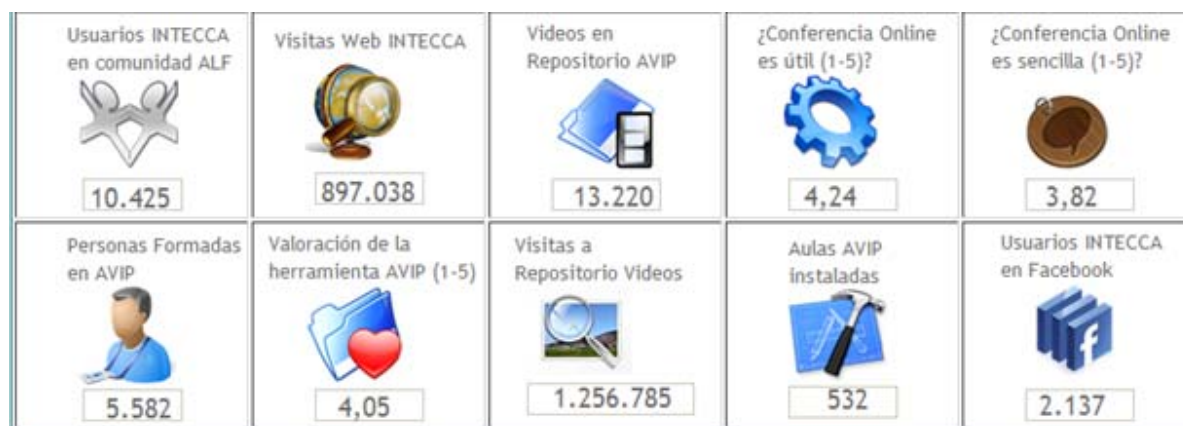 Usuarios INTECCA
en comunidad ALF
10.425
Visitas Web INTECCA
897.038
Videos en
Repositorio AVIP
13.220
¿Conferencia Online
es útil (1-5)?
4,24
¿Conferencia Online
es sencilla (1-5)?
3,82
Personas Formadas
en AVIP
5.582
Valoración de la
herramienta AVIP (1-5)
4,05
Visitas a
Repositorio Videos
1.256.785
Aulas AVIP
instaladas
532
Usuarios INTECCA
en Facebook
f
2.137